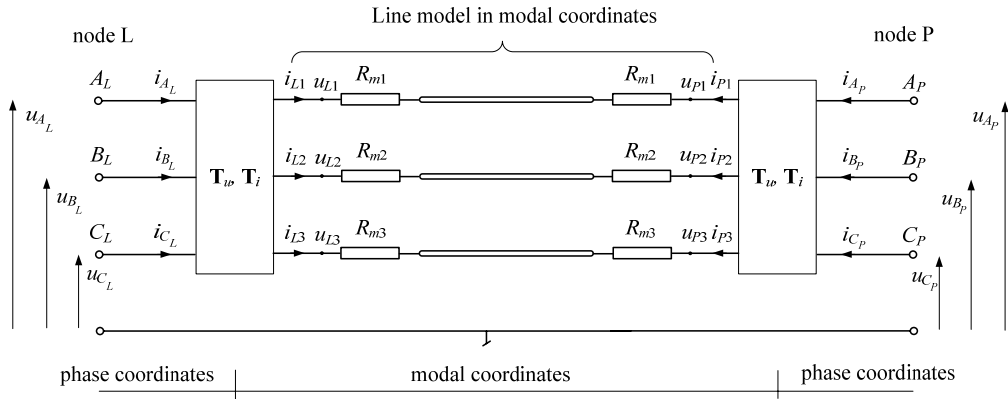 Line model in modal coordinates
node L
node P
A_L i_{A_L} i_{L1} u_{L1} R_{m1} R_{m1} u_{P1} i_{P1} i_{A_P} A_P
u_{A_L} u_{A_P}
B_L i_{B_L} i_{L2} u_{L2} R_{m2} R_{m2} u_{P2} i_{P2} i_{B_P} B_P
T_u, T_i T_u, T_i
u_{B_L} u_{B_P}
C_L i_{C_L} i_{L3} u_{L3} R_{m3} R_{m3} u_{P3} i_{P3} i_{C_P} C_P
u_{C_L} u_{C_P}
phase coordinates modal coordinates phase coordinates